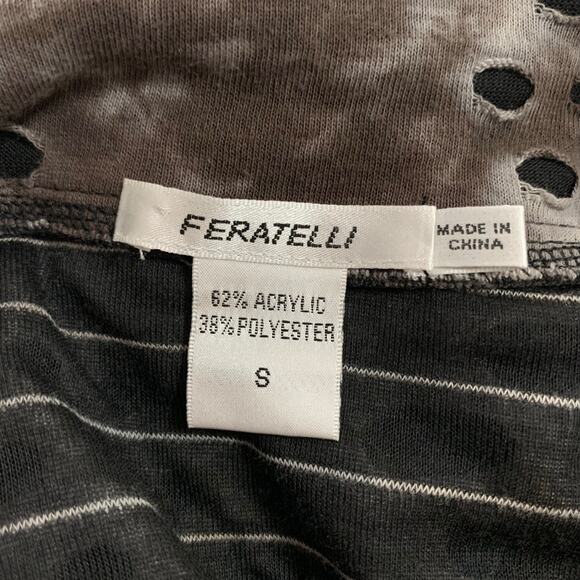 FERATELLI
MADE IN
CHINA
62% ACRYLIC
38% POLYESTER
S